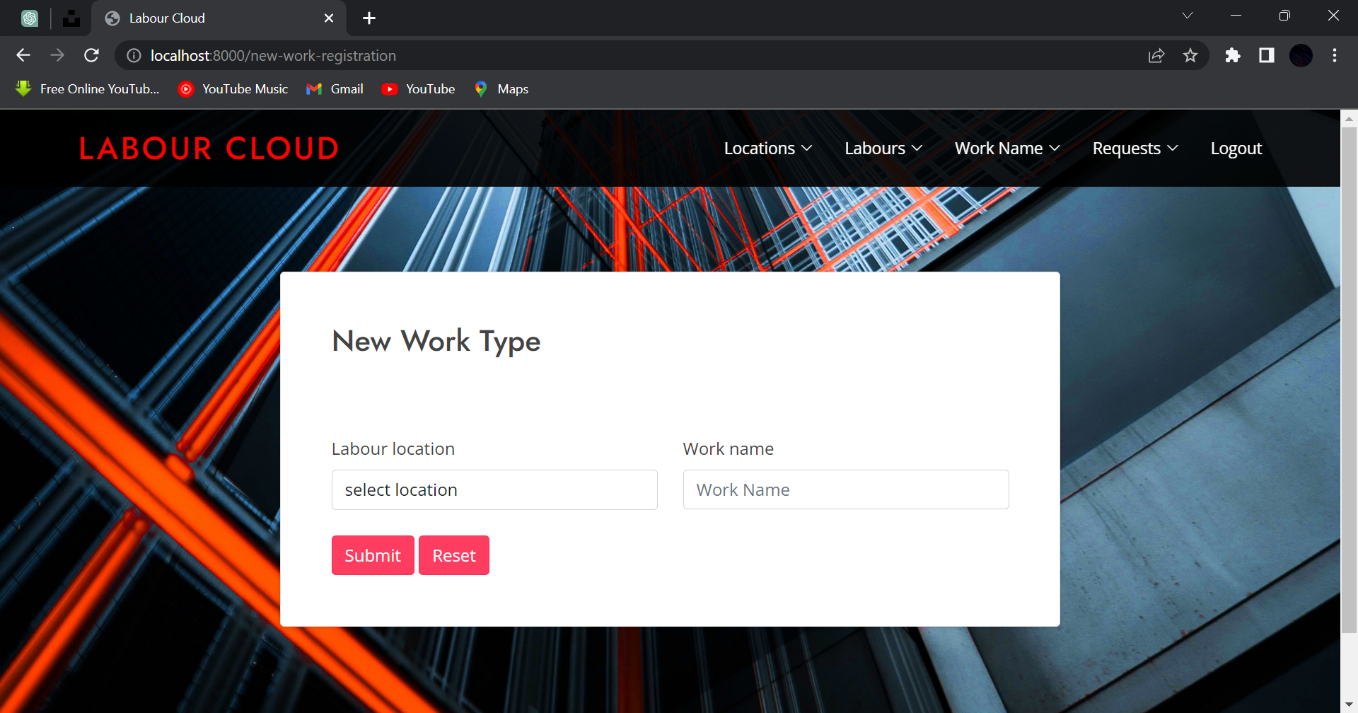 Labour Cloud
localhost:8000/new-work-registration
Free Online YouTub... YouTube Music Gmail YouTube Maps
LABOUR CLOUD Locations Labours Work Name Requests Logout
New Work Type
Labour location Work name
select location Work Name
Submit Reset